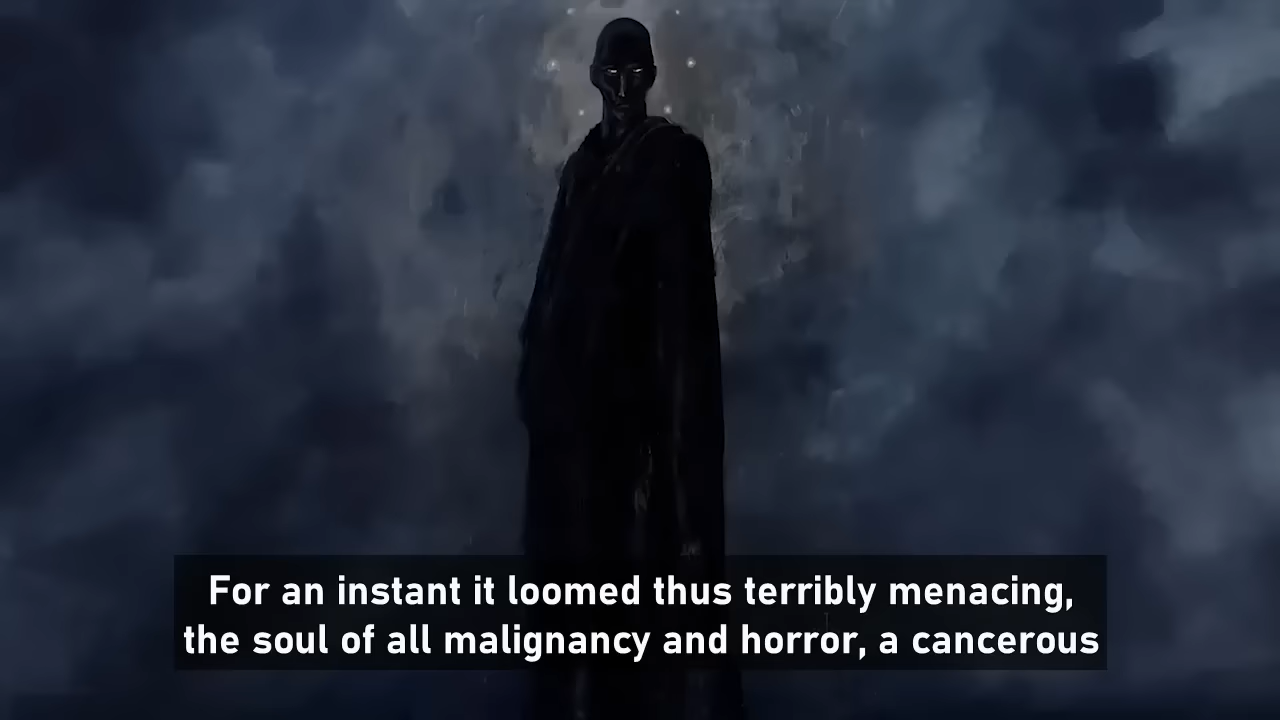 For an instant it loomed thus terribly menacing,
the soul of all malignancy and horror, a cancerous